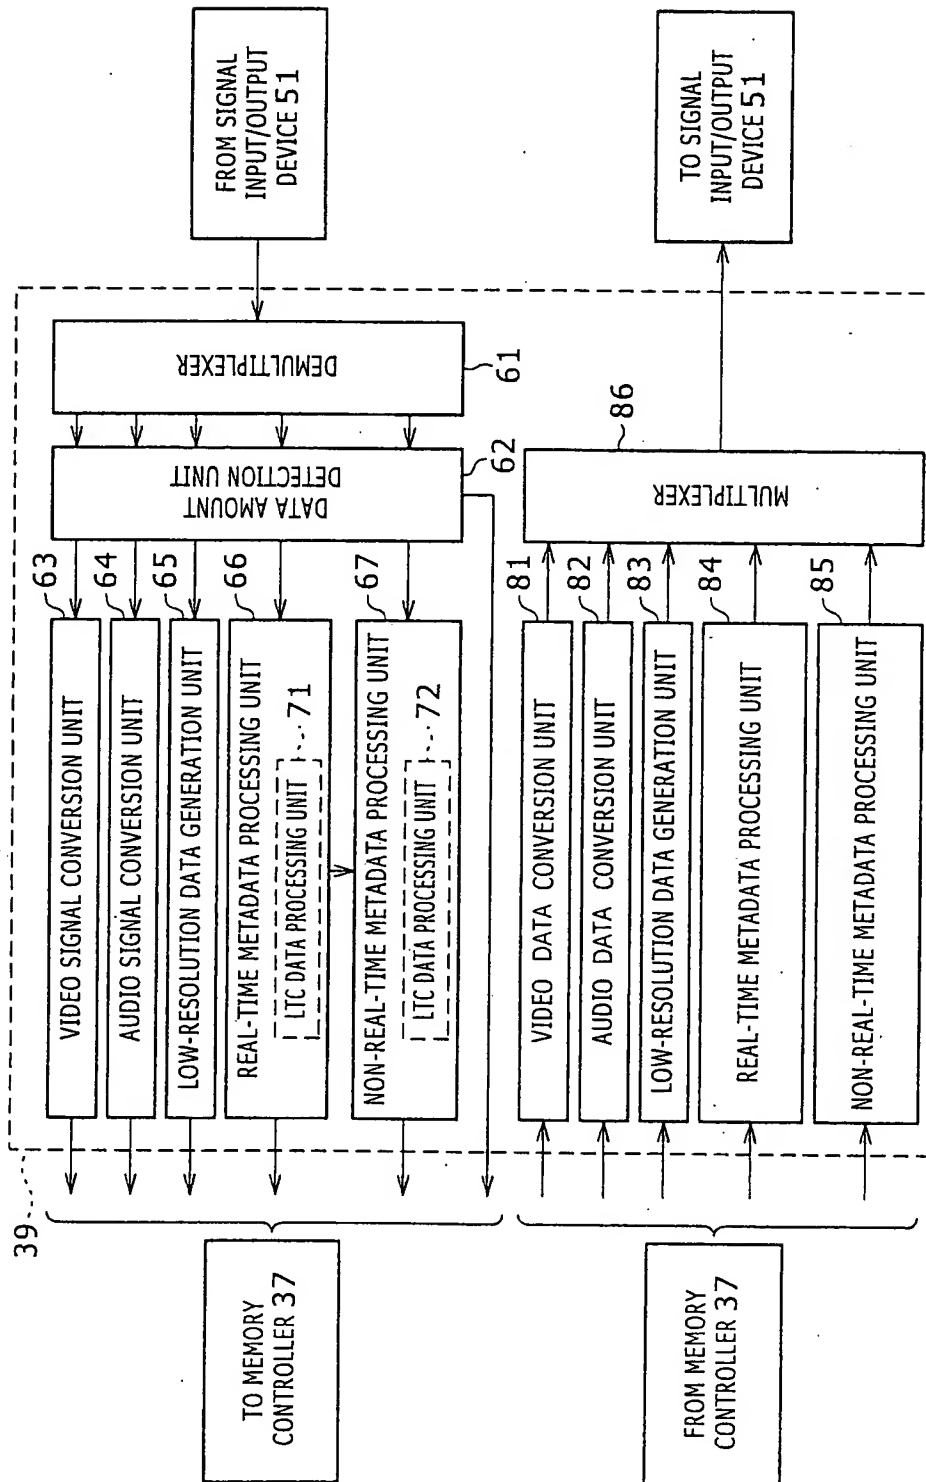 39
FROM SIGNAL
INPUT/OUTPUT
DEVICE 51
DEMULTIPLEXER
61
DATA AMOUNT
DETECTION UNIT
62
63
VIDEO SIGNAL CONVERSION UNIT
64
AUDIO SIGNAL CONVERSION UNIT
65
LOW-RESOLUTION DATA GENERATION UNIT
66
REAL-TIME METADATA PROCESSING UNIT
LTC DATA PROCESSING UNIT
71
67
NON-REAL-TIME METADATA PROCESSING UNIT
LTC DATA PROCESSING UNIT
72
TO MEMORY
CONTROLLER 37
TO SIGNAL
INPUT/OUTPUT
DEVICE 51
MULTIPLEXER
86
81
VIDEO DATA CONVERSION UNIT
82
AUDIO DATA CONVERSION UNIT
83
LOW-RESOLUTION DATA GENERATION UNIT
84
REAL-TIME METADATA PROCESSING UNIT
85
NON-REAL-TIME METADATA PROCESSING UNIT
FROM MEMORY
CONTROLLER 37